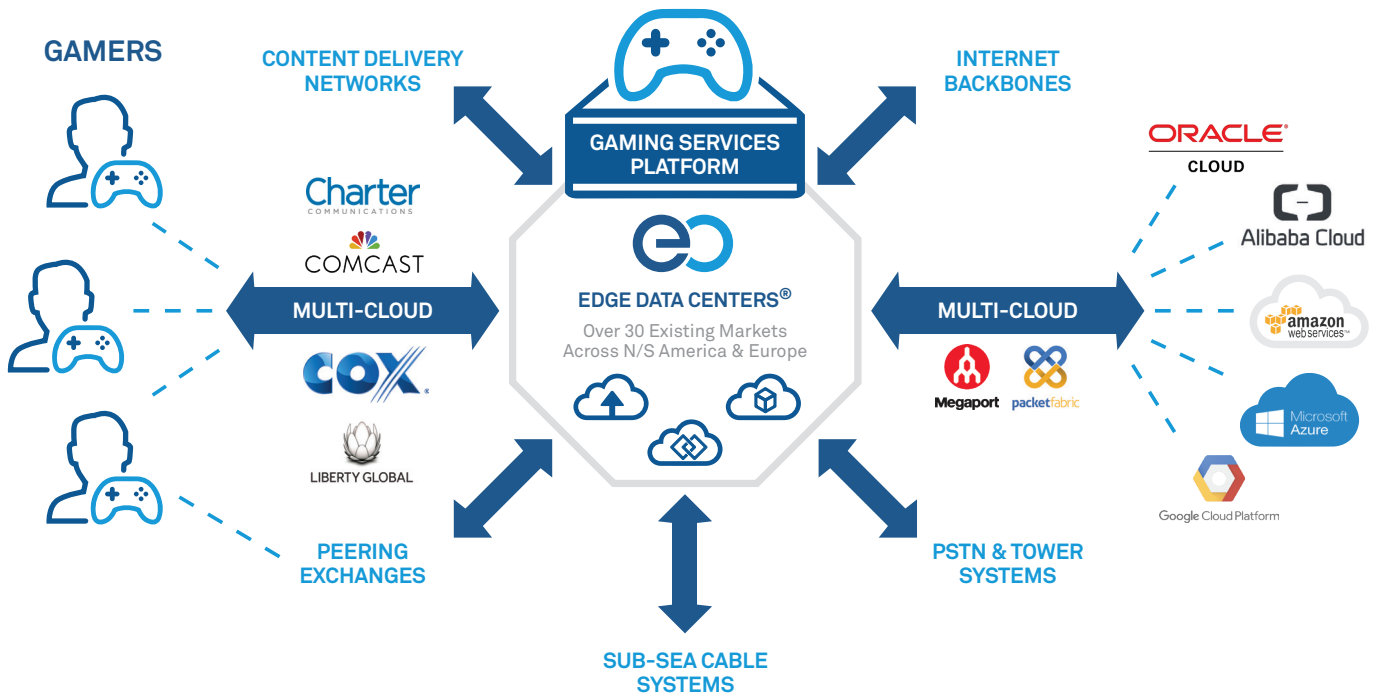 GAMERS
CONTENT DELIVERY
NETWORKS
GAMING SERVICES
PLATFORM
INTERNET
BACKBONES
Charter
COMMUNICATIONS
COMCAST
MULTI-CLOUD
COX®
LIBERTY GLOBAL
PEERING
EXCHANGES
EDGE DATA CENTERS®
Over 30 Existing Markets
Across N/S America & Europe
SUB-SEA CABLE
SYSTEMS
MULTI-CLOUD
Megaport
packetfabric
PSTN & TOWER
SYSTEMS
ORACLE®
CLOUD
Alibaba Cloud
amazon
web services™
Microsoft
Azure
Google Cloud Platform